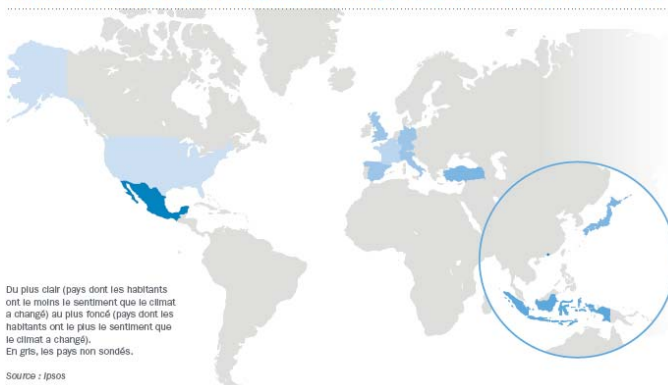 Du plus clair (pays dont les habitants
ont le moins le sentiment que le climat
a changé) au plus foncé (pays dont les
habitants ont le plus le sentiment que
le climat a changé).
En gris, les pays non sondés.
Source : Ipsos